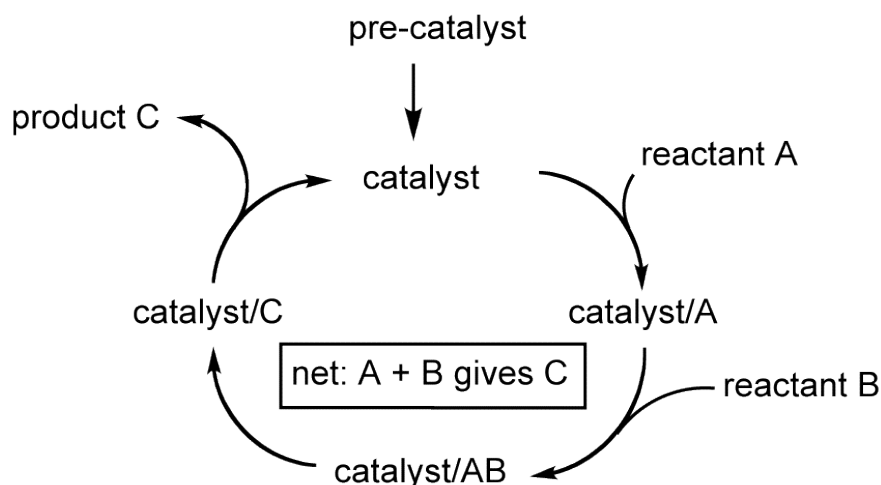 pre-catalyst
product C
reactant A
catalyst
catalyst/C
catalyst/A
net: A + B gives C
reactant B
catalyst/AB